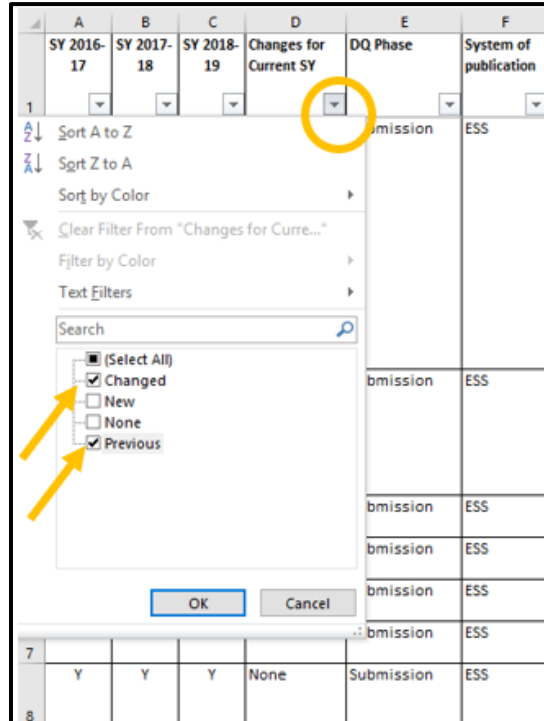 A B C D E F
SY 2016- SY 2017- SY 2018- Changes for DQ Phase System of
17 18 19 Current SY publication
1
Sort A to Z
Sort Z to A
Sort by Color
Clear Filter From "Changes for Curre..."
Filter by Color
Text Filters
Search
(Select All)
Changed
New
None
Previous
OK Cancel
ubmission ESS
bmission ESS
bmission ESS
bmission ESS
bmission ESS
bmission ESS
7
Y Y Y None Submission ESS
8